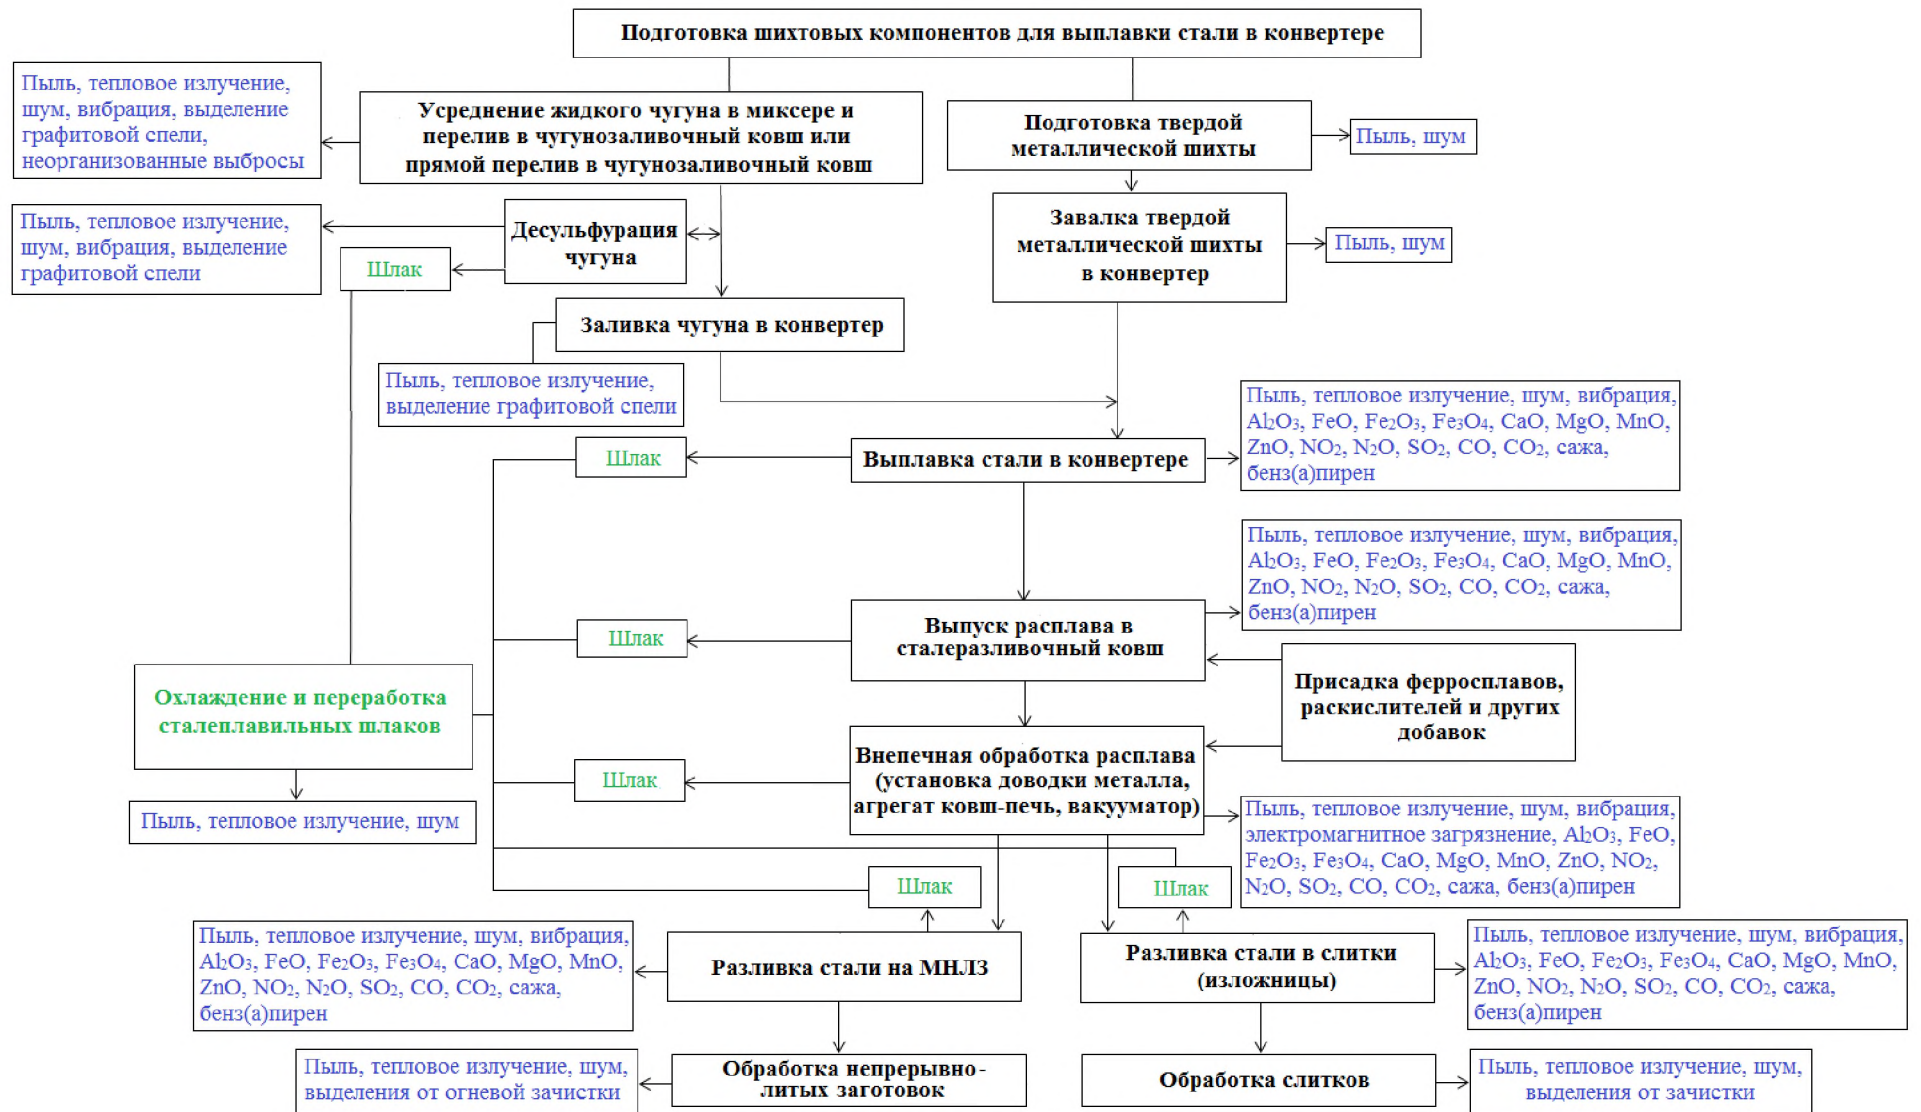 Подготовка шихтовых компонентов для выплавки стали в конвертере
Пыль, тепловое излучение,
шум, вибрация, выделение
графитовой спели,
неорганизованные выбросы
Усреднение жидкого чугуна в миксере и
перелив в чугунозаливочный ковш или
прямой перелив в чугунозаливочный ковш
Подготовка твердой
металлической шихты
Пыль, шум
Пыль, тепловое излучение,
шум, вибрация, выделение
графитовой спели
Десульфурация
чугуна
Шлак
Завалка твердой
металлической шихты
в конвертер
Пыль, шум
Заливка чугуна в конвертер
Пыль, тепловое излучение,
выделение графитовой спели
Шлак
Выплавка стали в конвертере
Пыль, тепловое излучение, шум, вибрация,
Al₂O₃, FeO, Fe₂O₃, Fe₃O₄, CaO, MgO, MnO,
ZnO, NO₂, N₂O, SO₂, CO, CO₂, сажа,
бенз(а)пирен
Пыль, тепловое излучение, шум, вибрация,
Al₂O₃, FeO, Fe₂O₃, Fe₃O₄, CaO, MgO, MnO,
ZnO, NO₂, N₂O, SO₂, CO, CO₂, сажа,
бенз(а)пирен
Шлак
Выпуск расплава в
сталеразливочный ковш
Присадка ферросплавов,
раскислителей и других
добавок
Охлаждение и переработка
сталеплавильных шлаков
Шлак
Внепечная обработка расплава
(установка доводки металла,
агрегат ковш-печь, вакууматор)
Пыль, тепловое излучение, шум
Пыль, тепловое излучение, шум, вибрация,
электромагнитное загрязнение, Al₂O₃, FeO,
Fe₂O₃, Fe₃O₄, CaO, MgO, MnO, ZnO, NO₂,
N₂O, SO₂, CO, CO₂, сажа, бенз(а)пирен
Шлак
Шлак
Пыль, тепловое излучение, шум, вибрация,
Al₂O₃, FeO, Fe₂O₃, Fe₃O₄, CaO, MgO, MnO,
ZnO, NO₂, N₂O, SO₂, CO, CO₂, сажа,
бенз(а)пирен
Разливка стали на МНЛЗ
Разливка стали в слитки
(изложницы)
Пыль, тепловое излучение, шум, вибрация,
Al₂O₃, FeO, Fe₂O₃, Fe₃O₄, CaO, MgO, MnO,
ZnO, NO₂, N₂O, SO₂, CO, CO₂, сажа,
бенз(а)пирен
Пыль, тепловое излучение, шум,
выделения от огневой зачистки
Обработка непрерывно-
литых заготовок
Обработка слитков
Пыль, тепловое излучение, шум,
выделения от зачистки